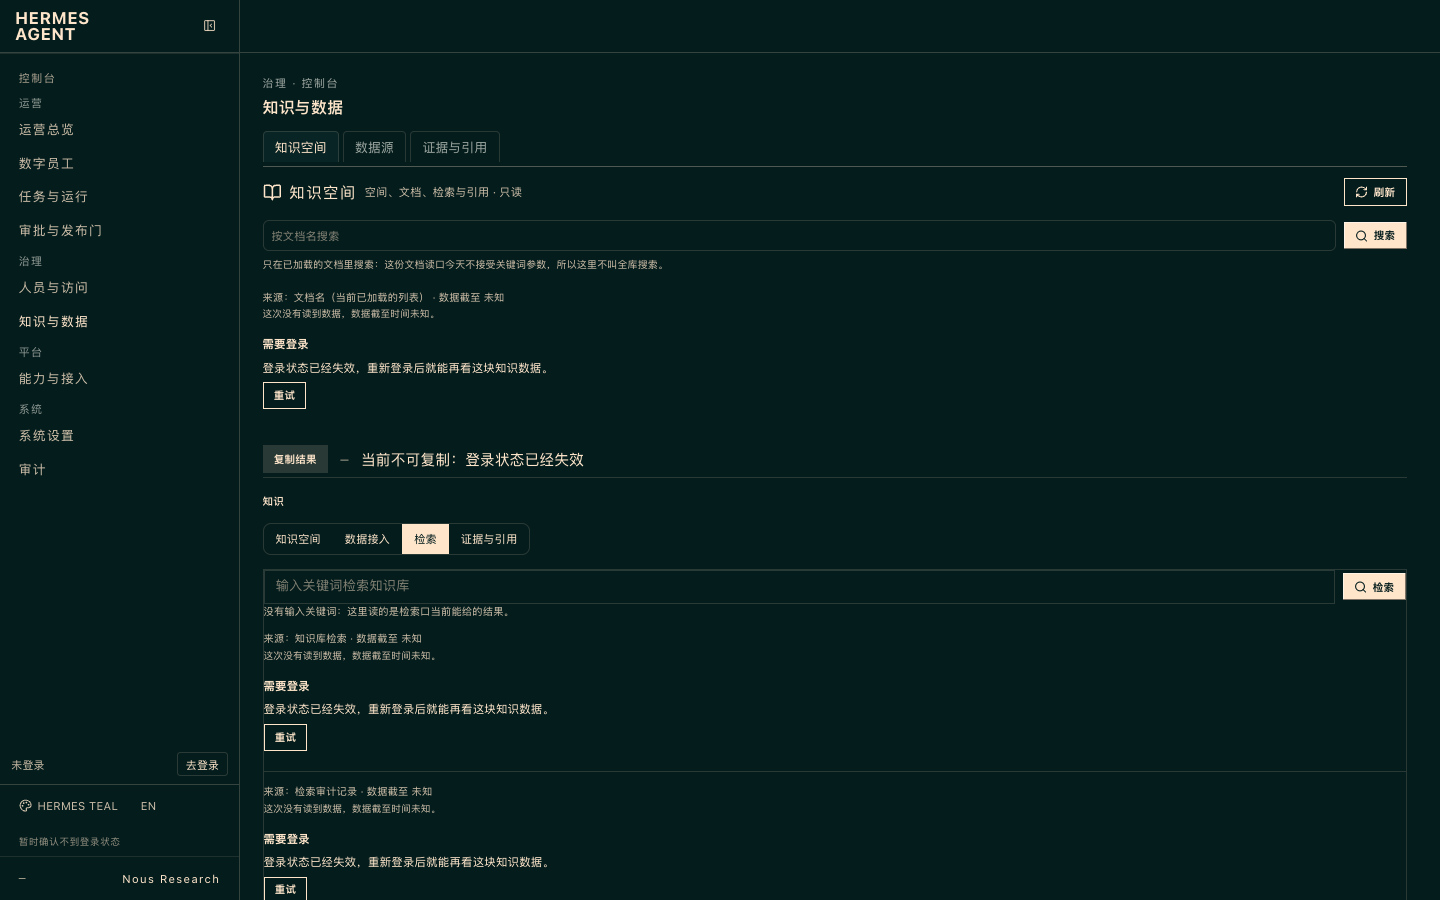 HERMES
AGENT
控制台
运营
运营总览
数字员工
任务与运行
审批与发布门
治理
人员与访问
知识与数据
平台
能力与接入
系统
系统设置
审计
未登录
去登录
HERMES TEAL
EN
暂时确认不到登录状态
—
Nous Research
治理 · 控制台
知识与数据
知识空间
数据源
证据与引用
知识空间 空间、文档、检索与引用 · 只读
刷新
按文档名搜索
搜索
只在已加载的文档里搜索：这份文档读口今天不接受关键词参数，所以这里不叫全库搜索。
来源：文档名（当前已加载的列表） · 数据截至 未知
这次没有读到数据，数据截至时间未知。
需要登录
登录状态已经失效，重新登录后就能再看这块知识数据。
重试
复制结果 — 当前不可复制：登录状态已经失效
知识
知识空间
数据接入
检索
证据与引用
输入关键词检索知识库
检索
没有输入关键词：这里读的是检索口当前能给的结果。
来源：知识库检索 · 数据截至 未知
这次没有读到数据，数据截至时间未知。
需要登录
登录状态已经失效，重新登录后就能再看这块知识数据。
重试
来源：检索审计记录 · 数据截至 未知
这次没有读到数据，数据截至时间未知。
需要登录
登录状态已经失效，重新登录后就能再看这块知识数据。
重试